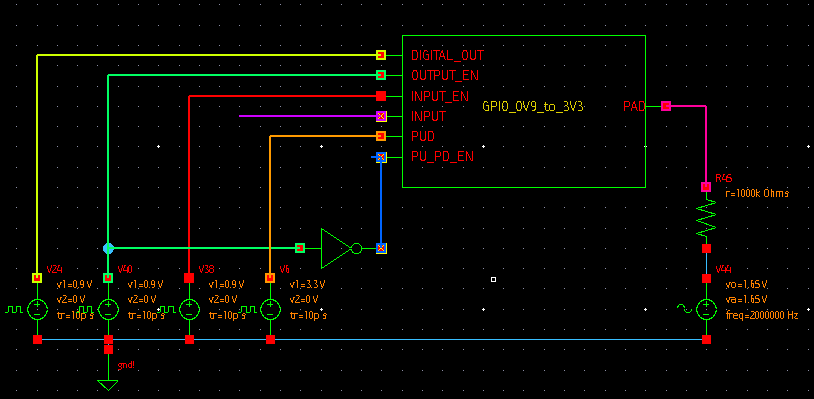 DIGITAL_OUT
OUTPUT_EN
INPUT_EN
INPUT
PUD
PU_PD_EN
GPIO_0V9_to_3V3
PAD
R46
r=1000k Ohms
V24
v1=0.9 V
v2=0 V
tr=10p s
V40
v1=0.9 V
v2=0 V
tr=10p s
V38
v1=0.9 V
v2=0 V
tr=10p s
v1=3.3 V
v2=0 V
tr=10p s
V44
vo=1.65 V
va=1.65 V
freq=2000000 Hz
gnd!